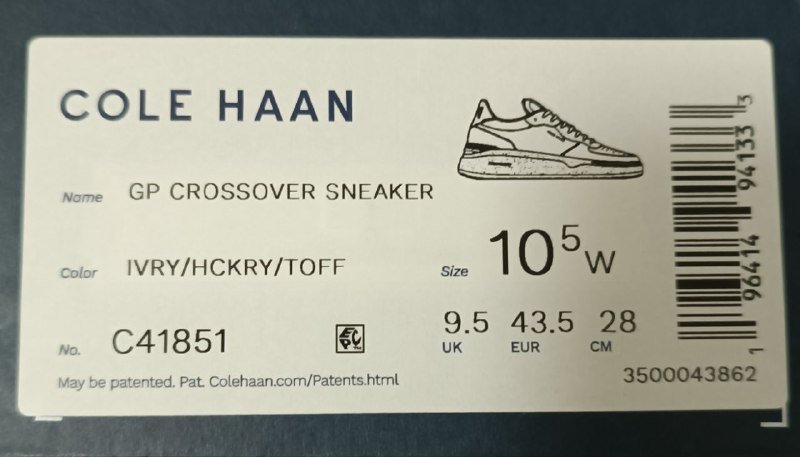 COLE HAAN
Name GP CROSSOVER SNEAKER
Color IVRY/HCKRY/TOFF
Size 10⁵ W
No. C41851
9.5 43.5 28
UK EUR CM
May be patented. Pat. Colehaan.com/Patents.html
3500043862
1 96414 94133 3